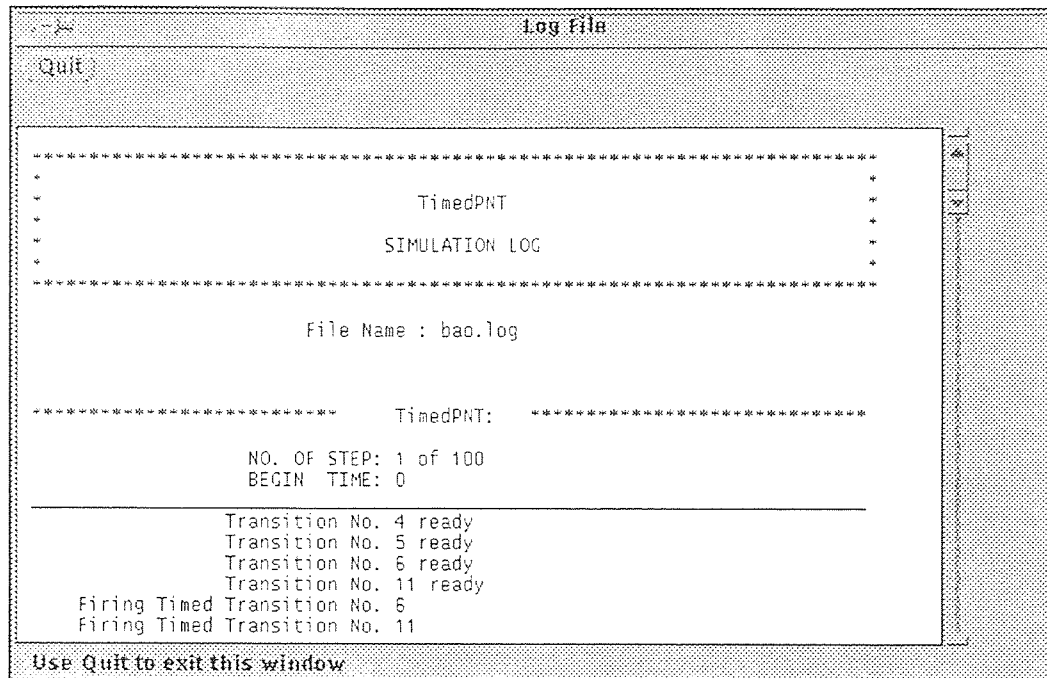 Log File
Quit
****************************************************************************
* *
* TimedPNT *
* *
* SIMULATION LOG *
* *
****************************************************************************
File Name : bao.log
*************************** TimedPNT: ******************************
NO. OF STEP: 1 of 100
BEGIN TIME: 0
Transition No. 4 ready
Transition No. 5 ready
Transition No. 6 ready
Transition No. 11 ready
Firing Timed Transition No. 6
Firing Timed Transition No. 11
Use Quit to exit this window